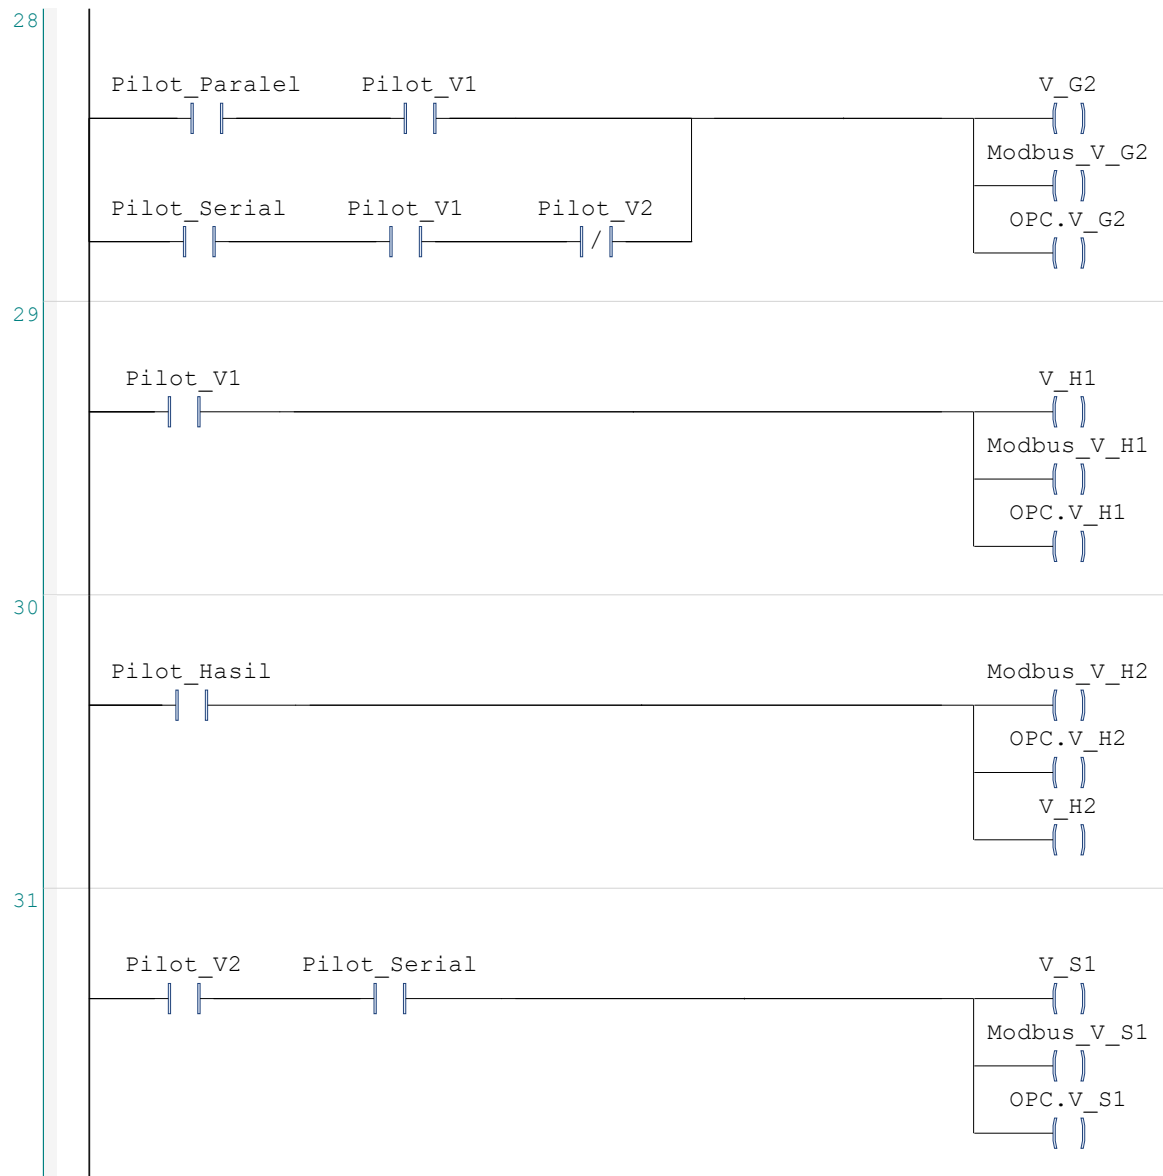 28
Pilot_Paralel Pilot_V1 V_G2
Modbus_V_G2
Pilot_Serial Pilot_V1 Pilot_V2 OPC.V_G2
/
29
Pilot_V1 V_H1
Modbus_V_H1
OPC.V_H1
30
Pilot_Hasil Modbus_V_H2
OPC.V_H2
V_H2
31
Pilot_V2 Pilot_Serial V_S1
Modbus_V_S1
OPC.V_S1